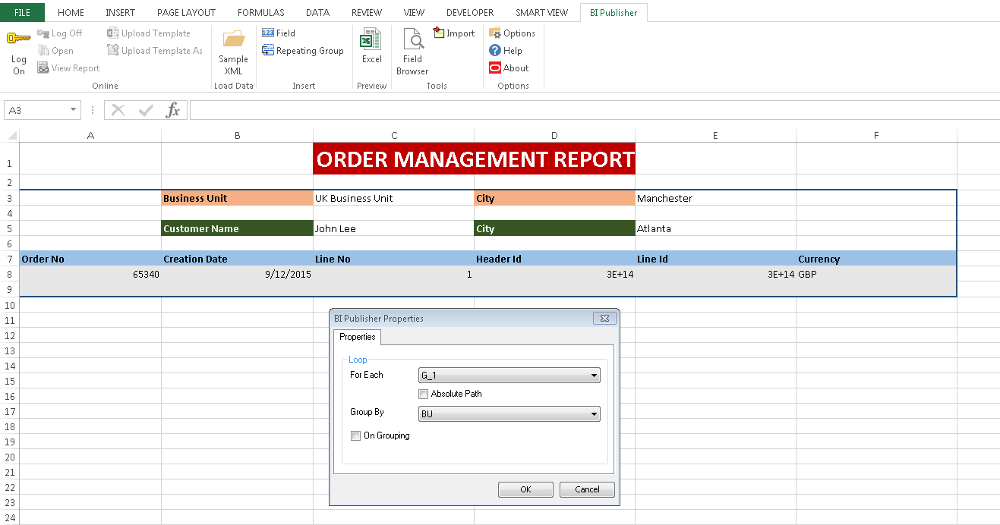 FILE HOME INSERT PAGE LAYOUT FORMULAS DATA REVIEW VIEW DEVELOPER SMART VIEW BI Publisher
Log On
Log Off
Open
View Report
Upload Template
Upload Template As
Online
Sample XML
Load Data
Field
Repeating Group
Insert
Excel
Preview
Field Browser
Import
Tools
Options
Help
About
Options
A3 fx
A B C D E F
1 ORDER MANAGEMENT REPORT
2
3 Business Unit UK Business Unit City Manchester
4
5 Customer Name John Lee City Atlanta
6
7 Order No Creation Date Line No Header Id Line Id Currency
8 65340 9/12/2015 1 3E+14 3E+14 GBP
9
10
11
12
13
14
15
16
17
18
19
20
21
22
23
24
BI Publisher Properties
Properties
Loop
For Each G_1
Absolute Path
Group By BU
On Grouping
OK Cancel